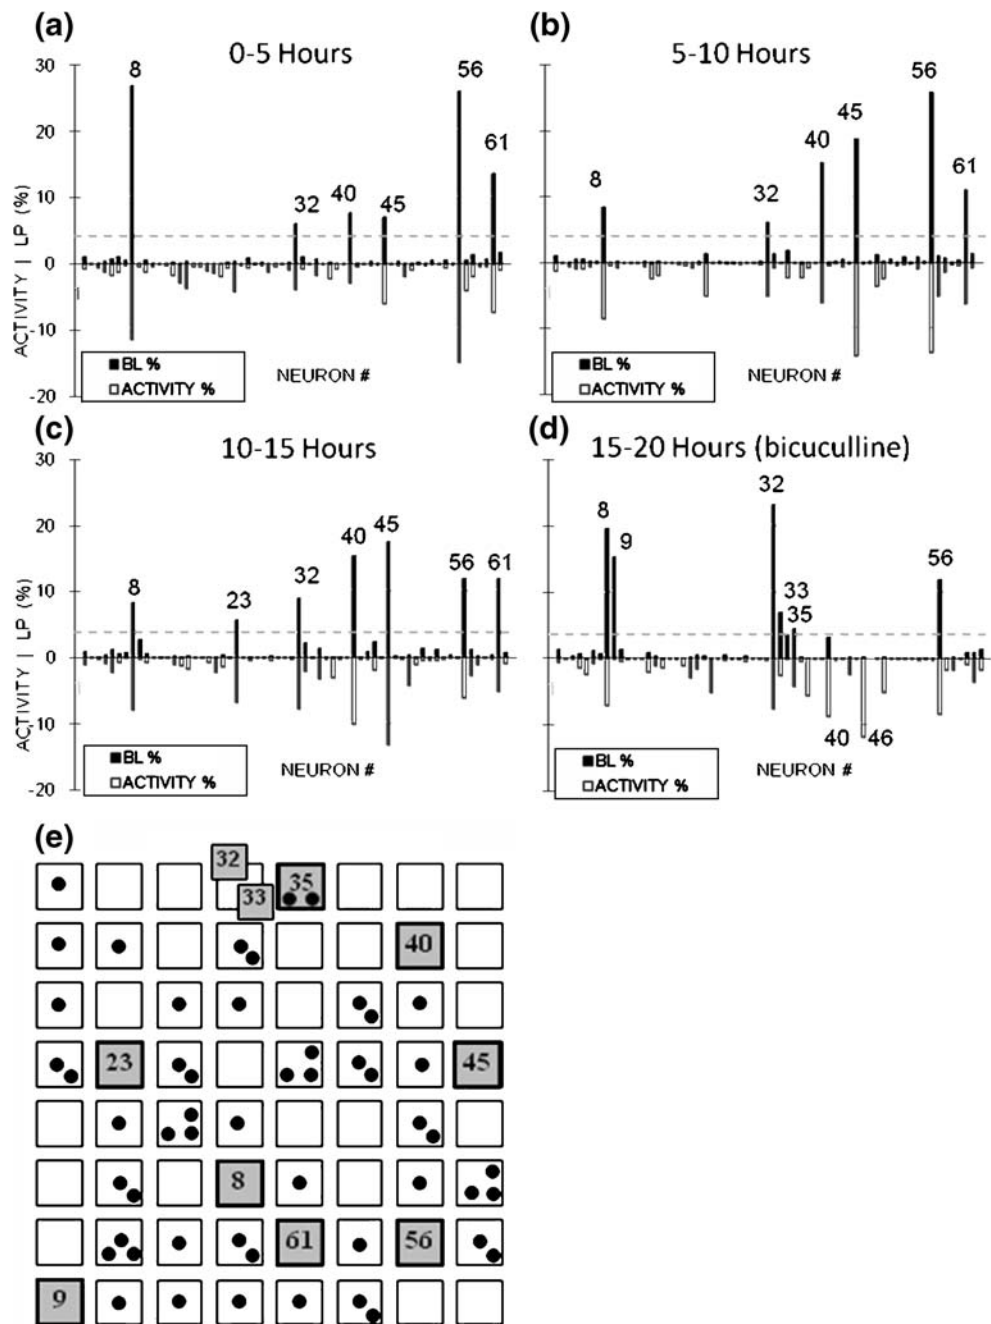 (a)
0-5 Hours
30
20
10
0
-10
-20
ACTIVITY | LP (%)
8
32
40
45
56
61
BL %
ACTIVITY %
NEURON #
(b)
5-10 Hours
8
32
40
45
56
61
BL %
ACTIVITY %
NEURON #
(c)
10-15 Hours
30
20
10
0
-10
-20
ACTIVITY | LP (%)
8
23
32
40
45
56
61
BL %
ACTIVITY %
NEURON #
(d)
15-20 Hours (bicuculline)
8
9
32
33
35
40
46
56
BL %
ACTIVITY %
NEURON #
(e)
32
33
35
40
23
45
8
61
56
9